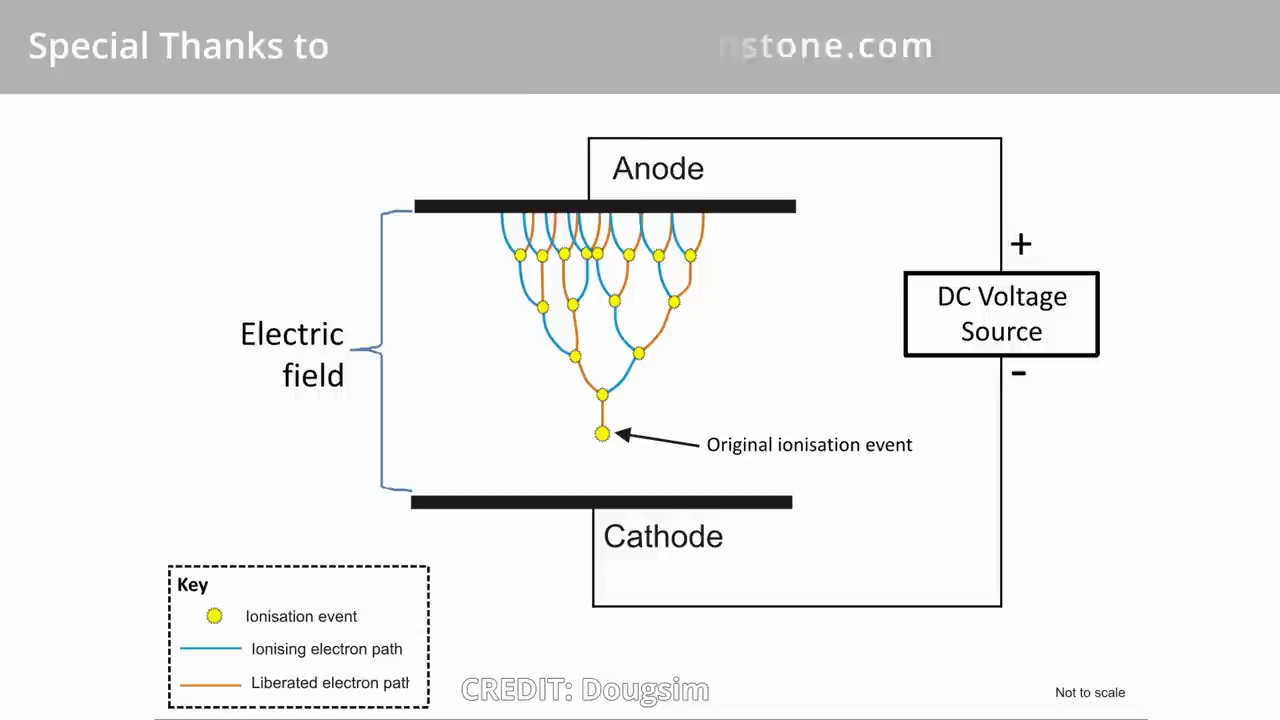 Special Thanks to
stone.com
Anode
+
DC Voltage
Source
-
Electric
field
Original ionisation event
Cathode
Key
Ionisation event
Ionising electron path
Liberated electron path
CREDIT: Dougsim
Not to scale